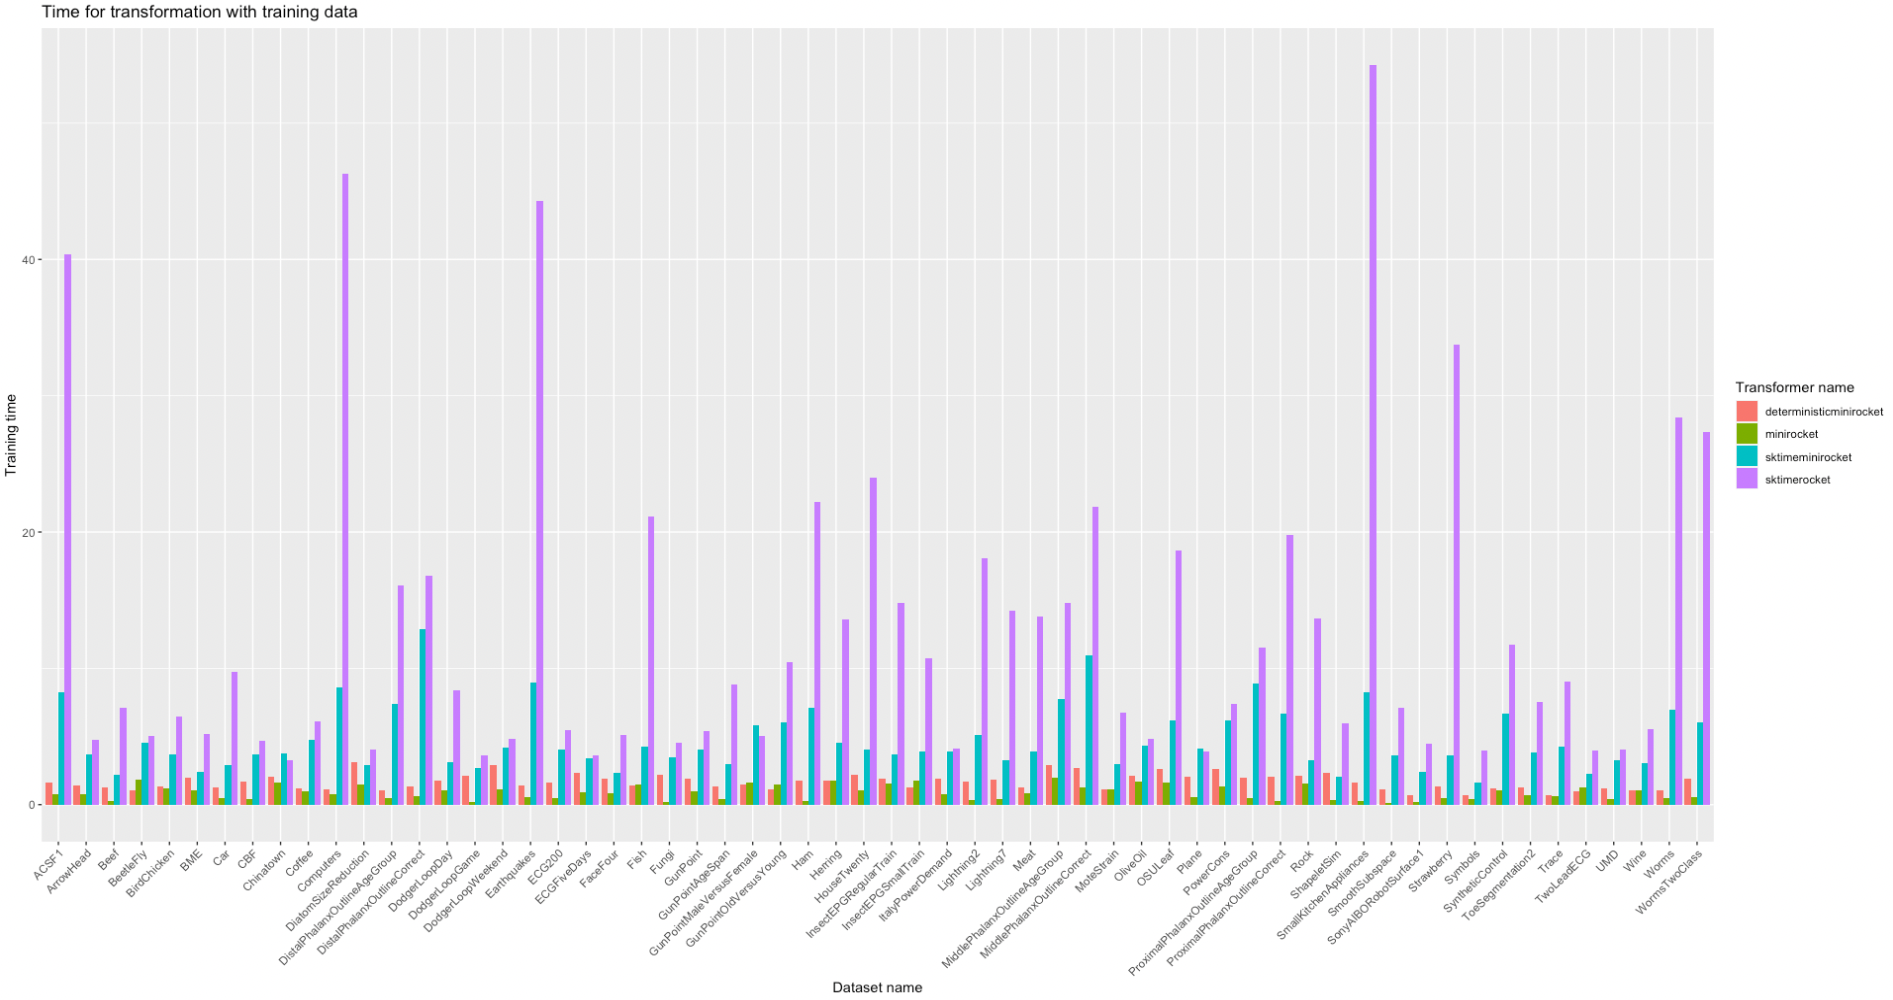 Time for transformation with training data
Training time
40
20
0
ACSF1
ArrowHead
Beef
BeetleFly
BirdChicken
BME
Car
CBF
Chinatown
Coffee
Computers
DiatomSizeReduction
DistalPhalanxOutlineAgeGroup
DistalPhalanxOutlineCorrect
DodgerLoopDay
DodgerLoopGame
DodgerLoopWeekend
Earthquakes
ECG200
ECGFiveDays
FaceFour
Fish
Fungi
GunPoint
GunPointAgeSpan
GunPointMaleVersusFemale
GunPointOldVersusYoung
Ham
Herring
HouseTwenty
InsectEPGRegularTrain
InsectEPGSmallTrain
ItalyPowerDemand
Lightning2
Lightning7
Meat
MiddlePhalanxOutlineAgeGroup
MiddlePhalanxOutlineCorrect
MoteStrain
OliveOil
OSULeaf
Plane
PowerCons
ProximalPhalanxOutlineAgeGroup
ProximalPhalanxOutlineCorrect
Rock
ShapeletSim
SmallKitchenAppliances
SmoothSubspace
SonyAIBORobotSurface1
Strawberry
Symbols
SyntheticControl
ToeSegmentation2
Trace
TwoLeadECG
UMD
Wine
Worms
WormsTwoClass
Dataset name
Transformer name
deterministicminirocket
minirocket
sktimeminirocket
sktimerocket